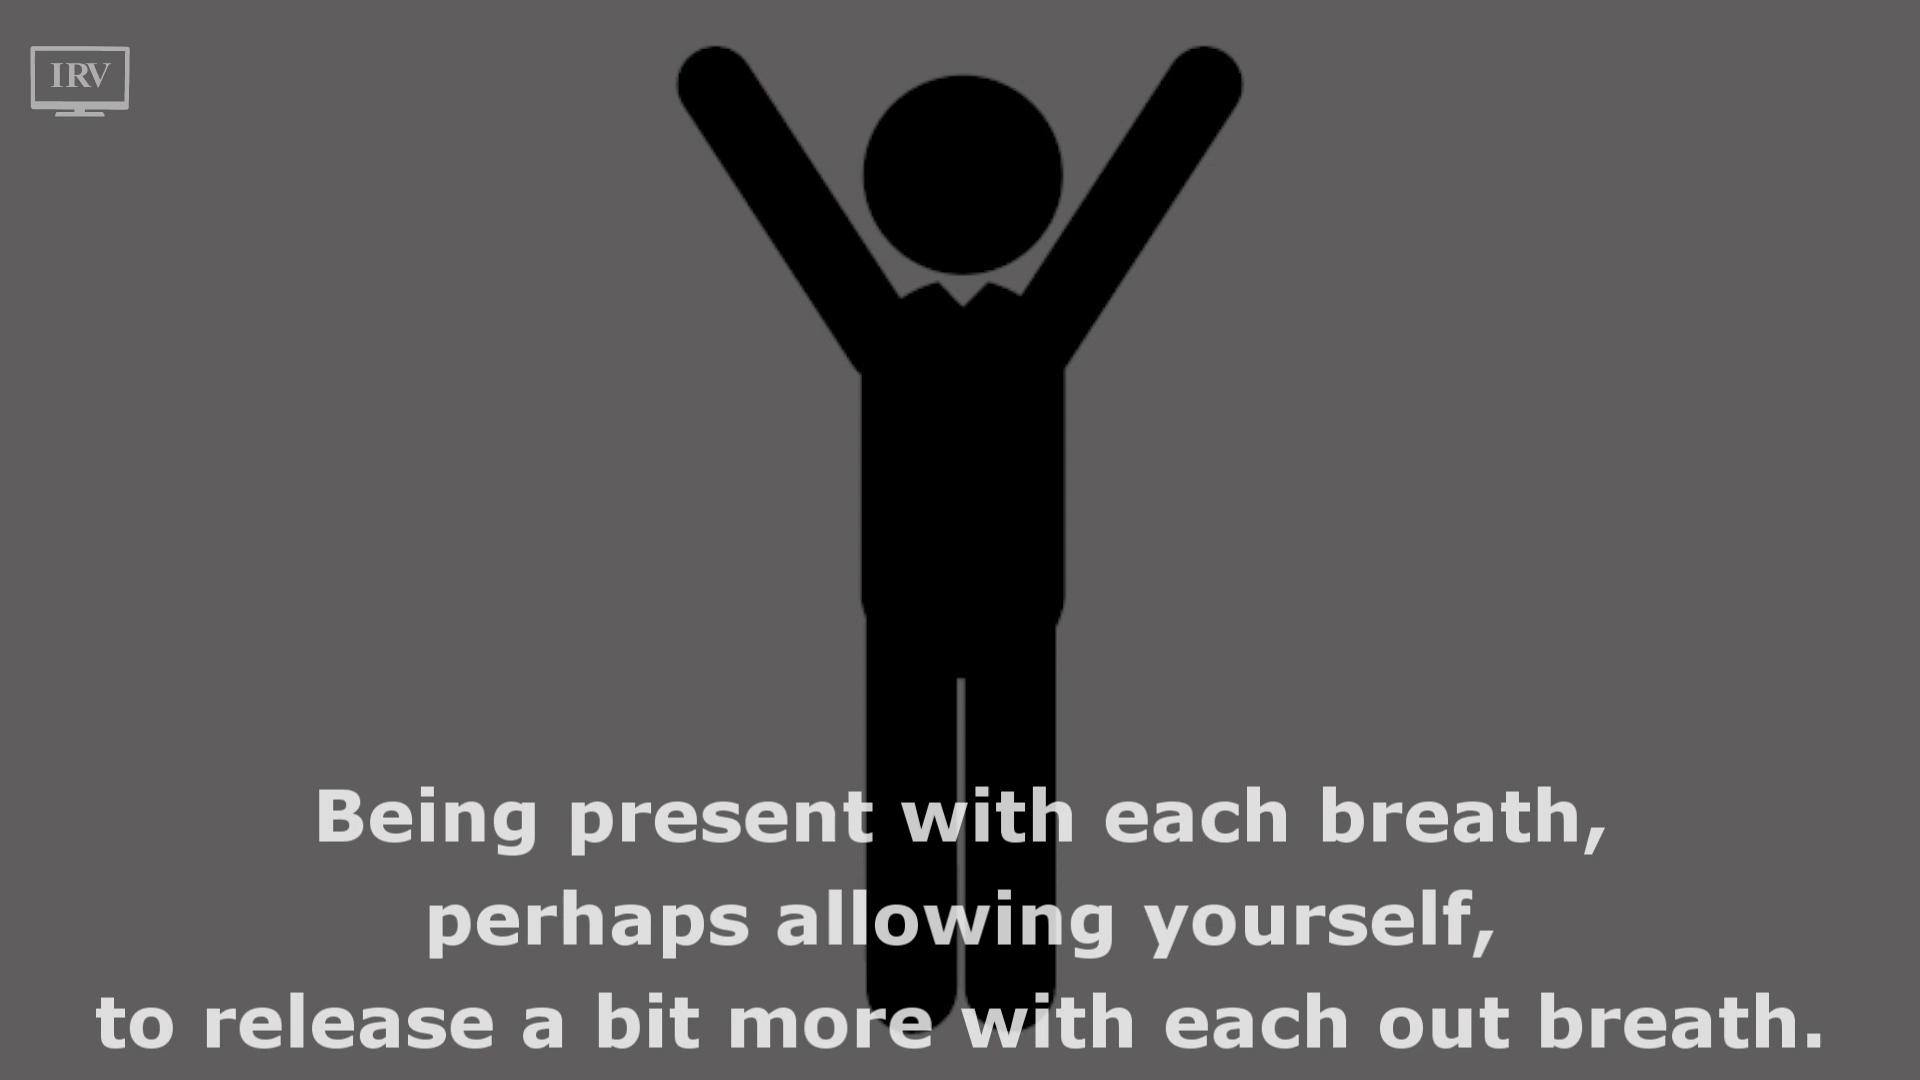 IRV
Being present with each breath,
perhaps allowing yourself,
to release a bit more with each out breath.